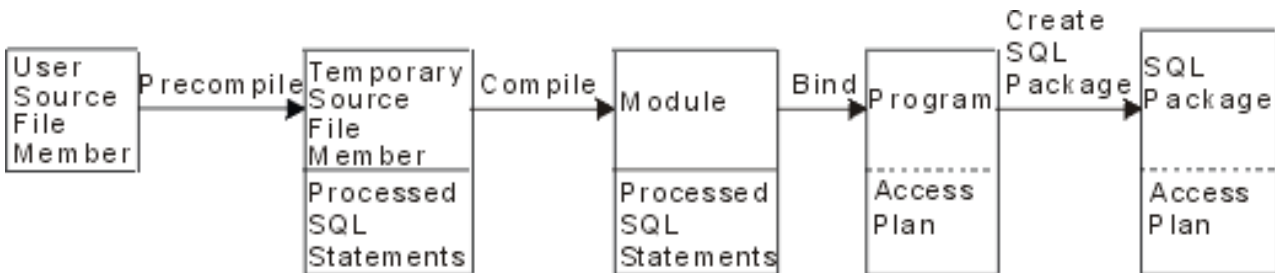 User
Source
File
Member
Precompile
Temporary
Source
File
Member
Processed
SQL
Statements
Compile
Module
Processed
SQL
Statements
Bind
Program
Access
Plan
Create
SQL
Package
SQL
Package
Access
Plan